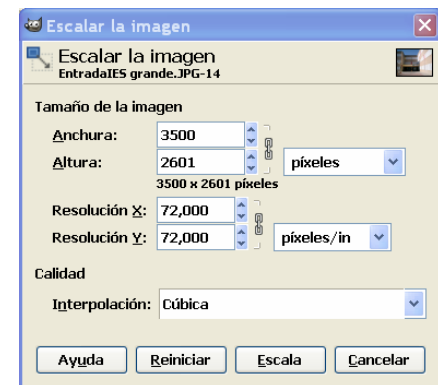 Escalar la imagen
Escalar la imagen
EntradaIES grande.JPG-14
Tamaño de la imagen
Anchura: 3500
Altura: 2601 píxeles
3500 x 2601 píxeles
Resolución X: 72,000
Resolución Y: 72,000 píxeles/in
Calidad
Interpolación: Cúbica
Ayuda Reiniciar Escala Cancelar